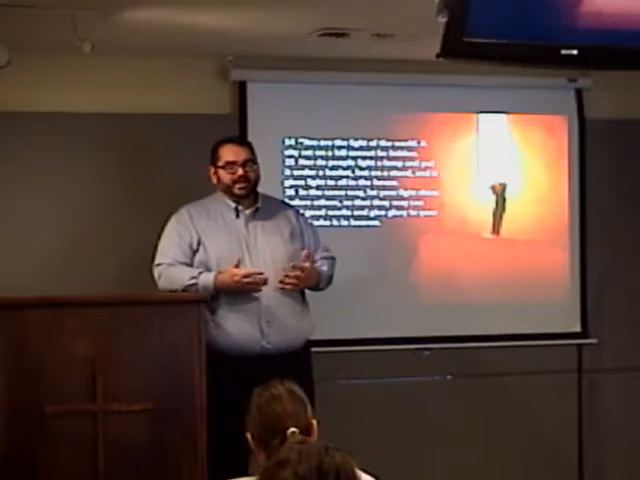 14 "You are the light of the world. A
city set on a hill cannot be hidden.
15 Nor do people light a lamp and put
it under a basket, but on a stand, and it
gives light to all in the house.
16 In the same way, let your light shine
before others, so that they may see
good works and give glory to your
who is in heaven.